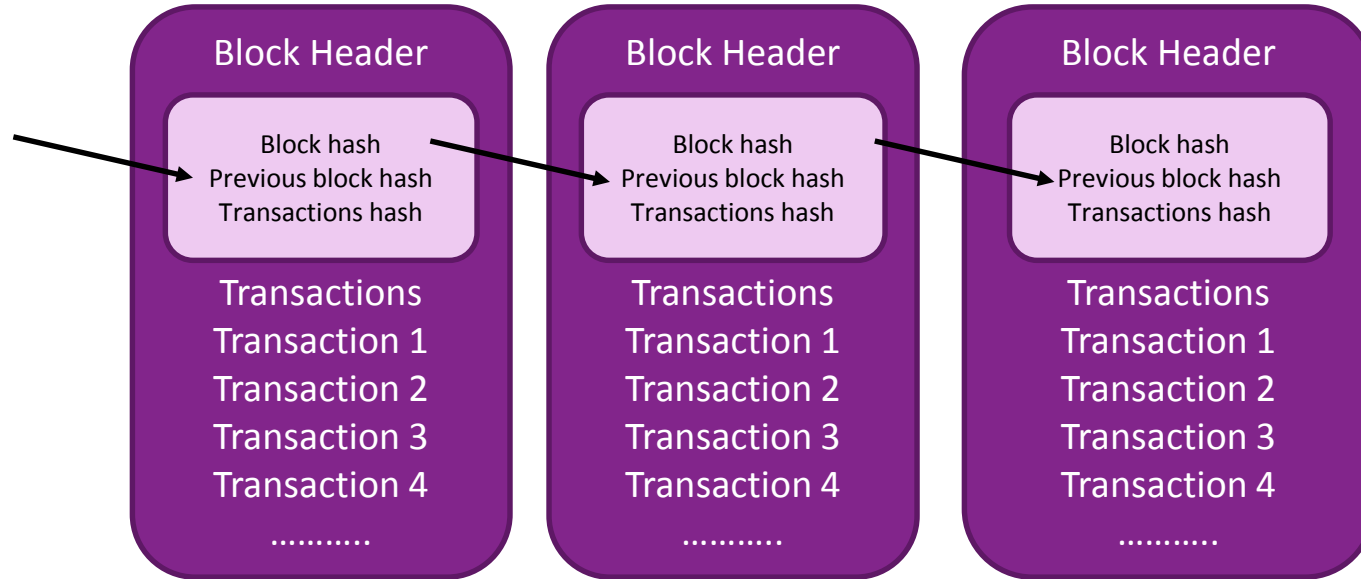 Block Header
Block hash
Previous block hash
Transactions hash
Transactions
Transaction 1
Transaction 2
Transaction 3
Transaction 4
...........
Block Header
Block hash
Previous block hash
Transactions hash
Transactions
Transaction 1
Transaction 2
Transaction 3
Transaction 4
...........
Block Header
Block hash
Previous block hash
Transactions hash
Transactions
Transaction 1
Transaction 2
Transaction 3
Transaction 4
...........